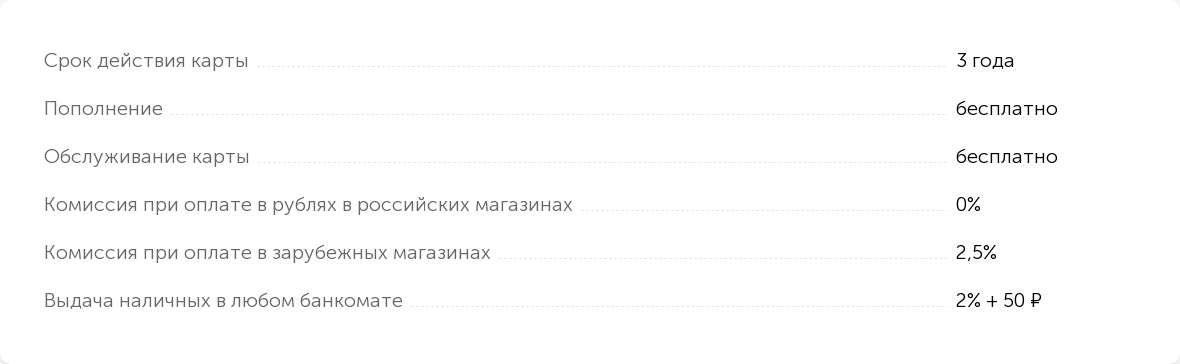 Срок действия карты 3 года
Пополнение бесплатно
Обслуживание карты бесплатно
Комиссия при оплате в рублях в российских магазинах 0%
Комиссия при оплате в зарубежных магазинах 2,5%
Выдача наличных в любом банкомате 2% + 50 ₽